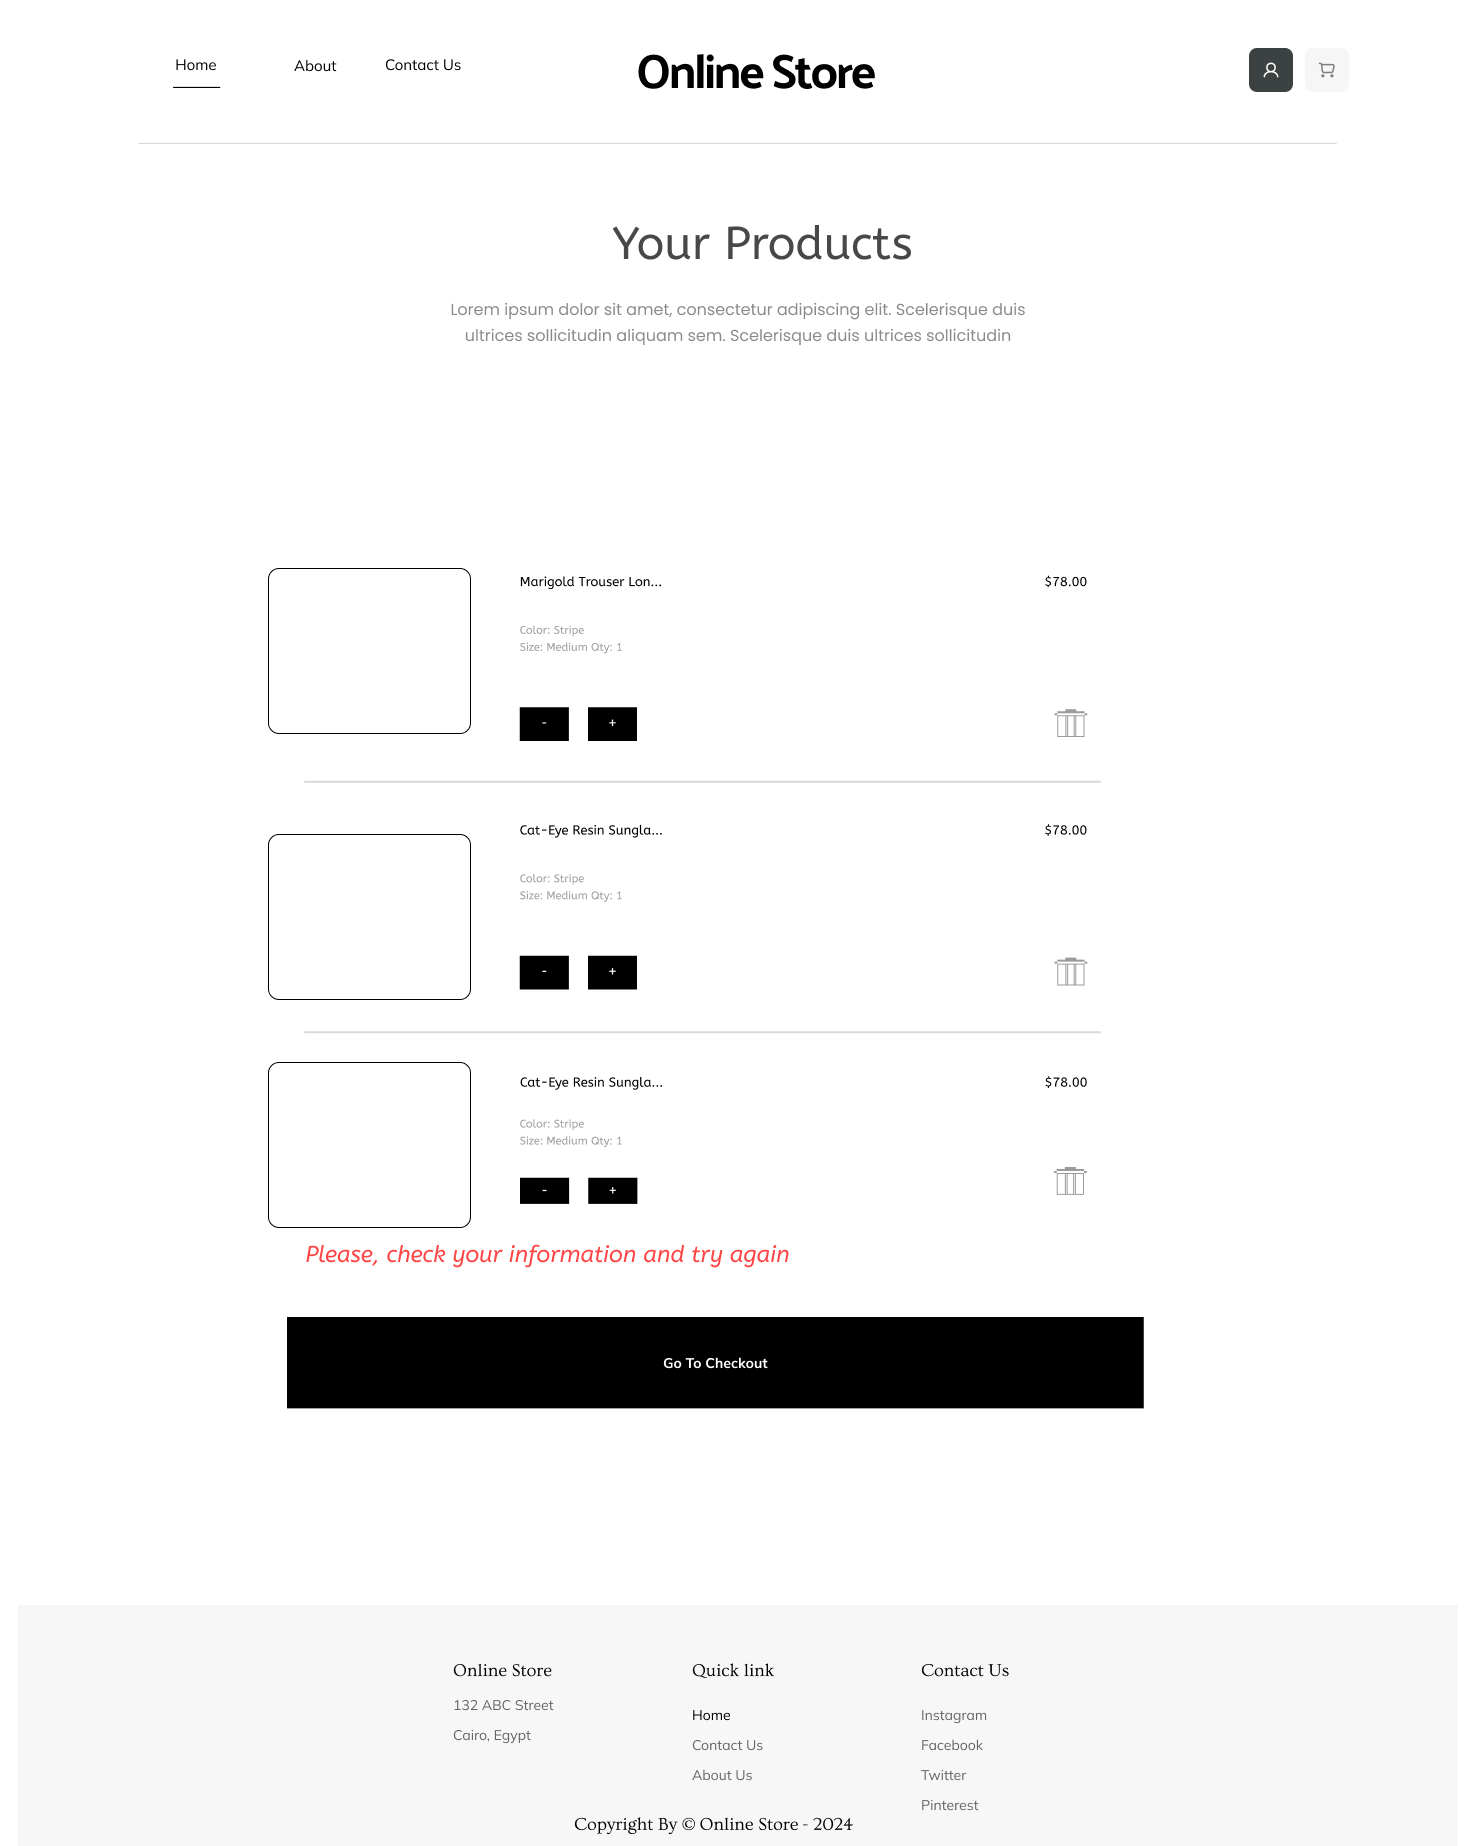 Home
About
Contact Us
Online Store
Your Products
Lorem ipsum dolor sit amet, consectetur adipiscing elit. Scelerisque duis
ultrices sollicitudin aliquam sem. Scelerisque duis ultrices sollicitudin
Marigold Trouser Lon...
$78.00
Color: Stripe
Size: Medium Qty: 1
-
+
Cat-Eye Resin Sungla...
$78.00
Color: Stripe
Size: Medium Qty: 1
-
+
Cat-Eye Resin Sungla...
$78.00
Color: Stripe
Size: Medium Qty: 1
-
+
Please, check your information and try again
Go To Checkout
Online Store
132 ABC Street
Cairo, Egypt
Quick link
Home
Contact Us
About Us
Contact Us
Instagram
Facebook
Twitter
Pinterest
Copyright By © Online Store - 2024